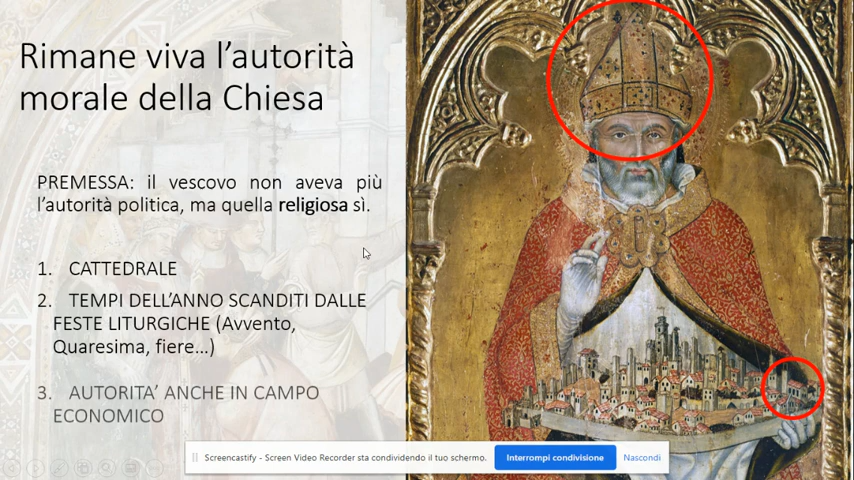 Rimane viva l’autorità
morale della Chiesa
PREMESSA: il vescovo non aveva più
l’autorità politica, ma quella religiosa sì.
1. CATTEDRALE
2. TEMPI DELL’ANNO SCANDITI DALLE
FESTE LITURGICHE (Avvento,
Quaresima, fiere…)
3. AUTORITA’ ANCHE IN CAMPO
ECONOMICO
Screencastify - Screen Video Recorder sta condividendo il tuo schermo.
Interrompi condivisione
Nascondi